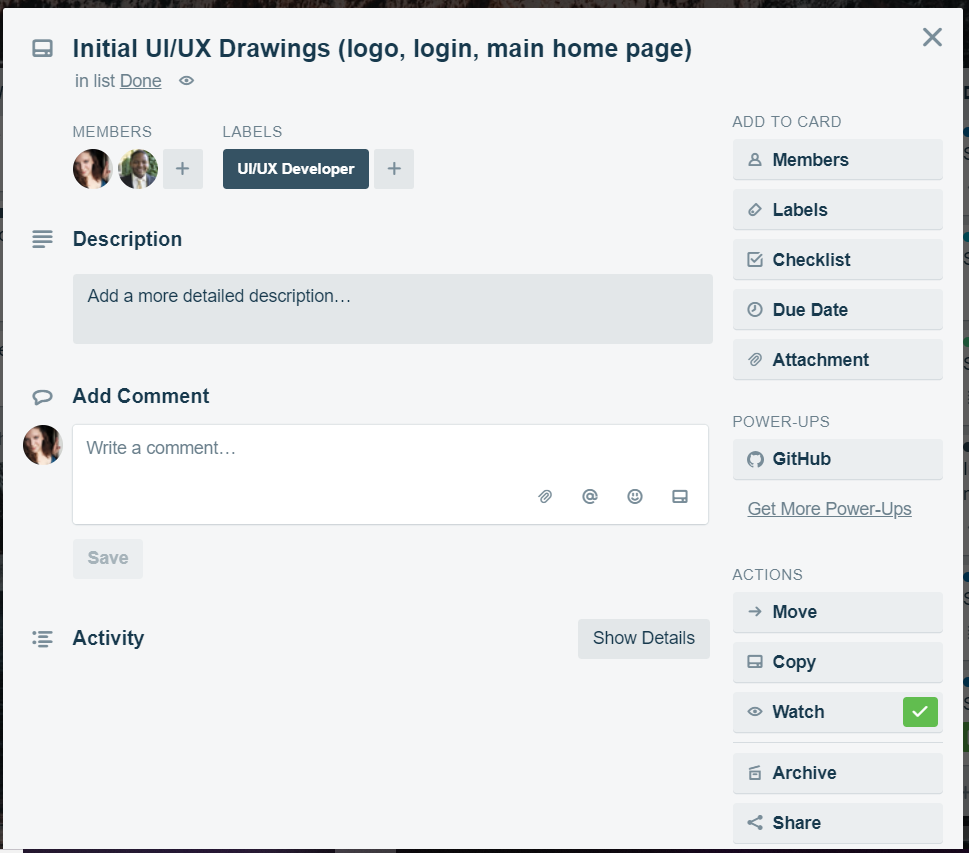 Initial UI/UX Drawings (logo, login, main home page)
in list Done
MEMBERS
LABELS
UI/UX Developer
Description
Add a more detailed description…
Add Comment
Write a comment…
Save
Activity
Show Details
ADD TO CARD
Members
Labels
Checklist
Due Date
Attachment
POWER-UPS
GitHub
Get More Power-Ups
ACTIONS
Move
Copy
Watch
Archive
Share